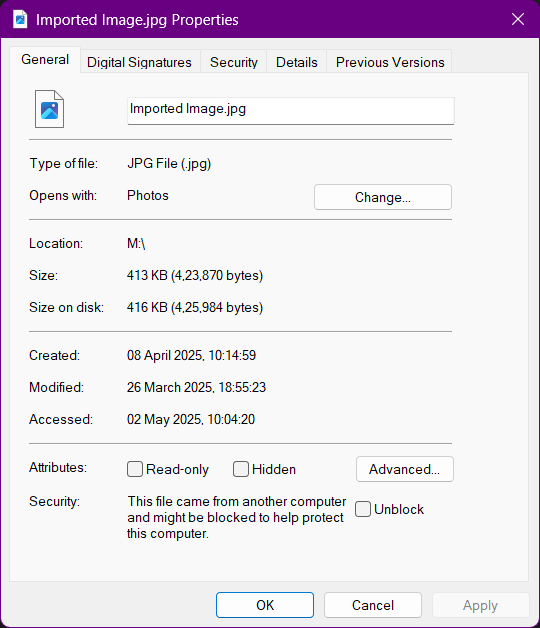 Imported Image.jpg Properties
General Digital Signatures Security Details Previous Versions
Imported Image.jpg
Type of file: JPG File (.jpg)
Opens with: Photos Change...
Location: M:\
Size: 413 KB (4,23,870 bytes)
Size on disk: 416 KB (4,25,984 bytes)
Created: 08 April 2025, 10:14:59
Modified: 26 March 2025, 18:55:23
Accessed: 02 May 2025, 10:04:20
Attributes: Read-only Hidden Advanced...
Security: This file came from another computer
and might be blocked to help protect
this computer.
Unblock
OK Cancel Apply